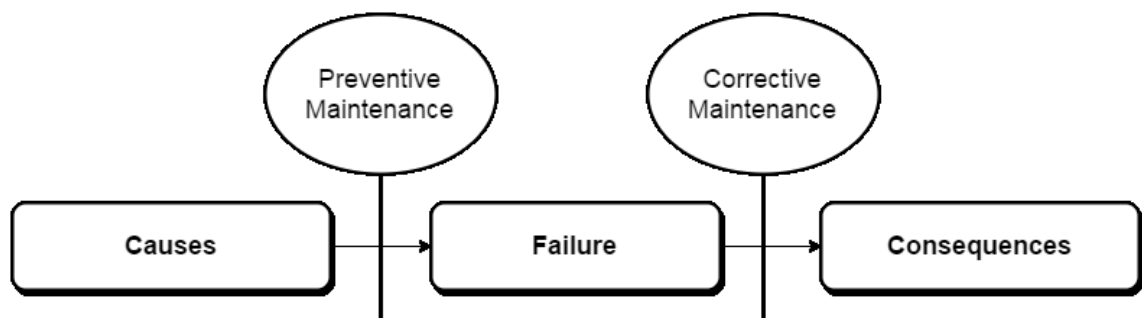 Preventive
Maintenance
Corrective
Maintenance
Causes
Failure
Consequences